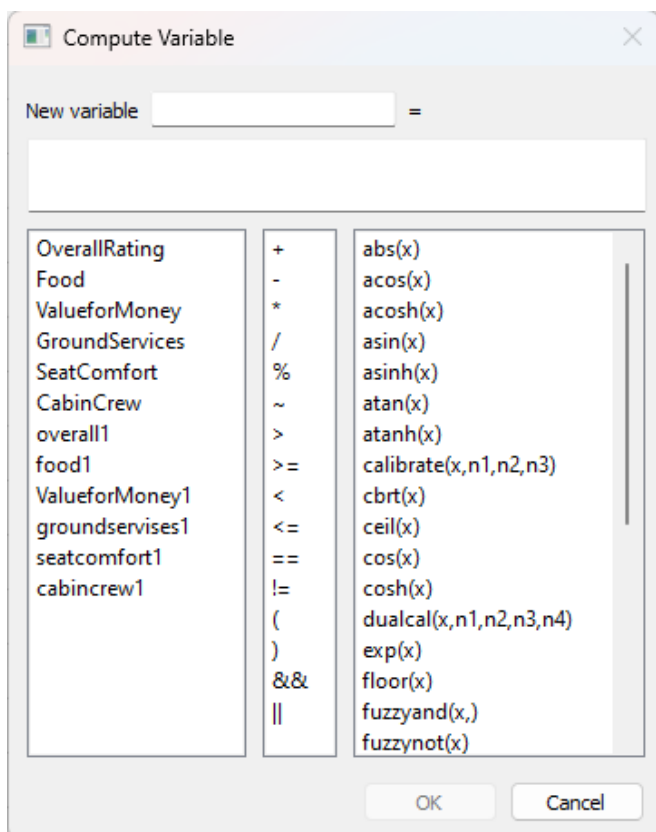 Compute Variable
New variable =
OverallRating
Food
ValueforMoney
GroundServices
SeatComfort
CabinCrew
overall1
food1
ValueforMoney1
groundservises1
seatcomfort1
cabincrew1
+
-
*
/
%
~
>
>=
<
<=
==
!=
(
)
&&
||
abs(x)
acos(x)
acosh(x)
asin(x)
asinh(x)
atan(x)
atanh(x)
calibrate(x,n1,n2,n3)
cbrt(x)
ceil(x)
cos(x)
cosh(x)
dualcal(x,n1,n2,n3,n4)
exp(x)
floor(x)
fuzzyand(x,)
fuzzynot(x)
OK Cancel